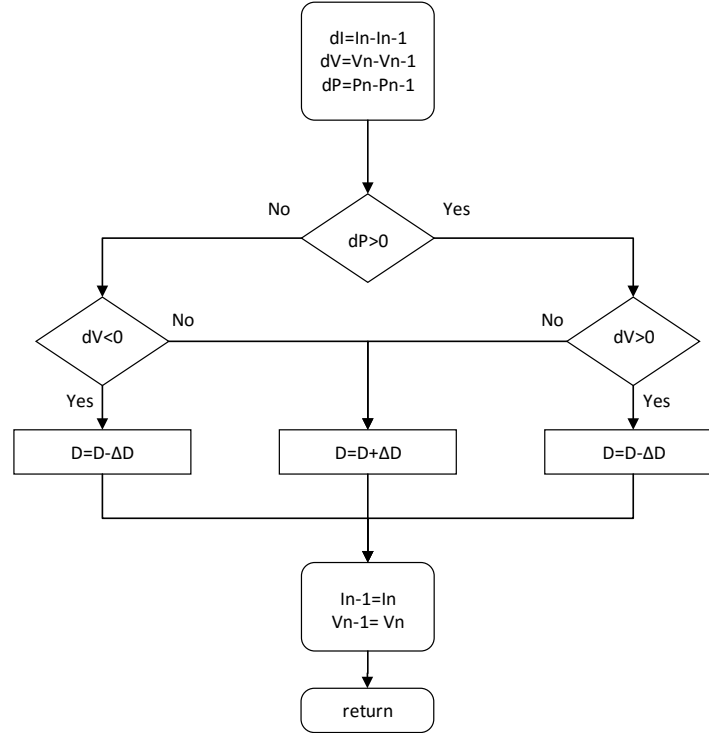 dI=In-In-1
dV=Vn-Vn-1
dP=Pn-Pn-1
No
Yes
dP>0
dV<0
No
No
dV>0
Yes
Yes
D=D-ΔD
D=D+ΔD
D=D-ΔD
In-1=In
Vn-1= Vn
return